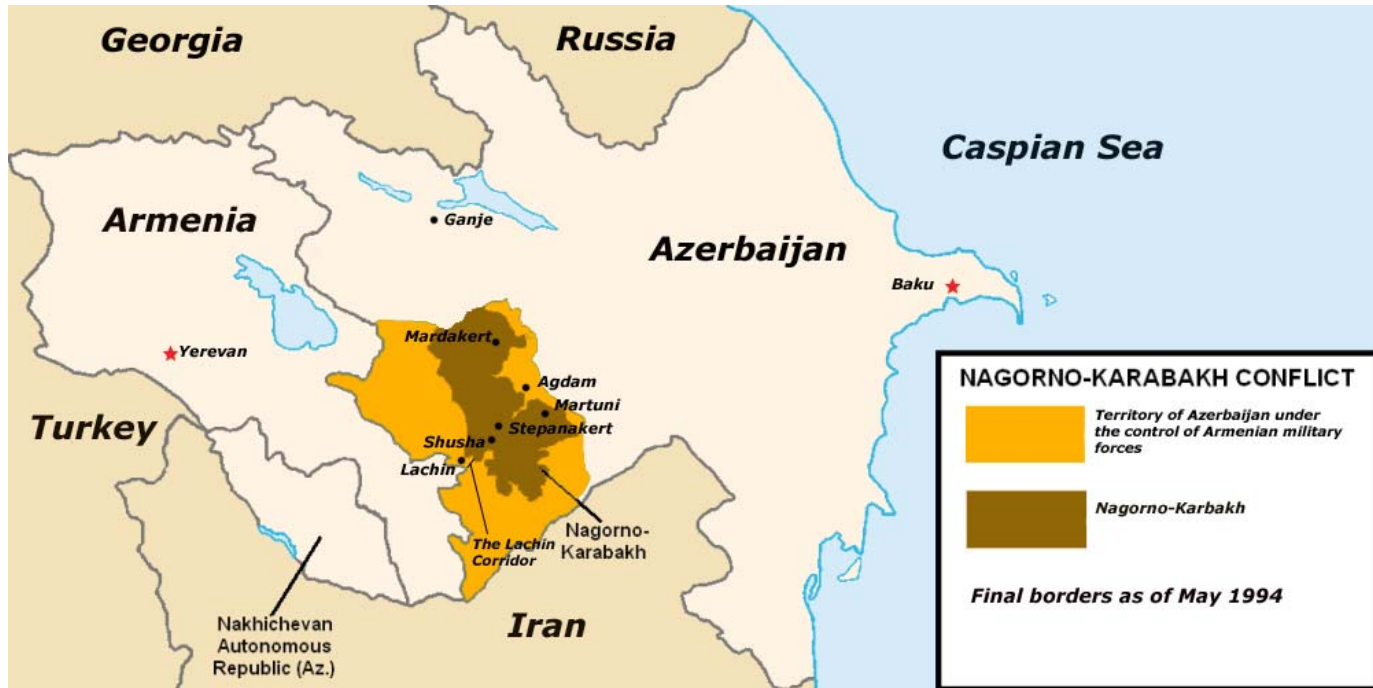 Georgia
Russia
Caspian Sea
Armenia
Ganje
Azerbaijan
Baku
Yerevan
Mardakert
Agdam
Martuni
Stepanakert
Shusha
Lachin
Turkey
The Lachin
Corridor
Nagorno-
Karabakh
Iran
Nakhichevan
Autonomous
Republic (Az.)
NAGORNO-KARABAKH CONFLICT
Territory of Azerbaijan under
the control of Armenian military
forces
Nagorno-Karbakh
Final borders as of May 1994